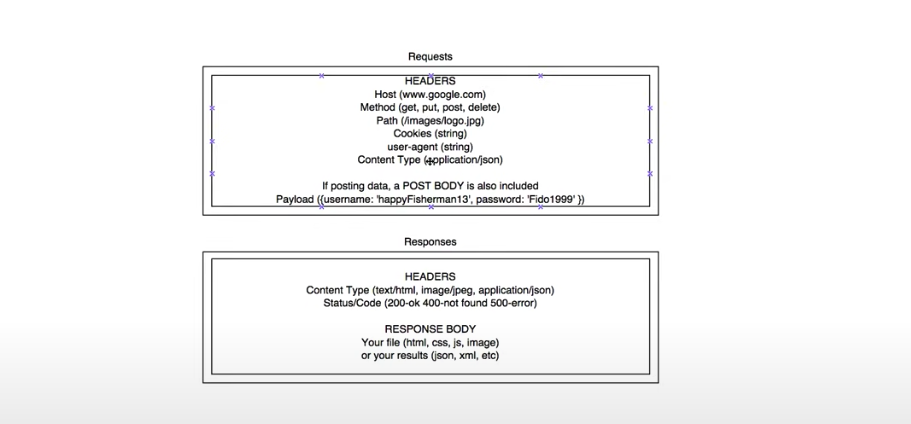 Requests
HEADERS
Host (www.google.com)
Method (get, put, post, delete)
Path (/images/logo.jpg)
Cookies (string)
user-agent (string)
Content Type (application/json)
If posting data, a POST BODY is also included
Payload ({username: 'happyFisherman13', password: 'Fido1999' })
Responses
HEADERS
Content Type (text/html, image/jpeg, application/json)
Status/Code (200-ok 400-not found 500-error)
RESPONSE BODY
Your file (html, css, js, image)
or your results (json, xml, etc)